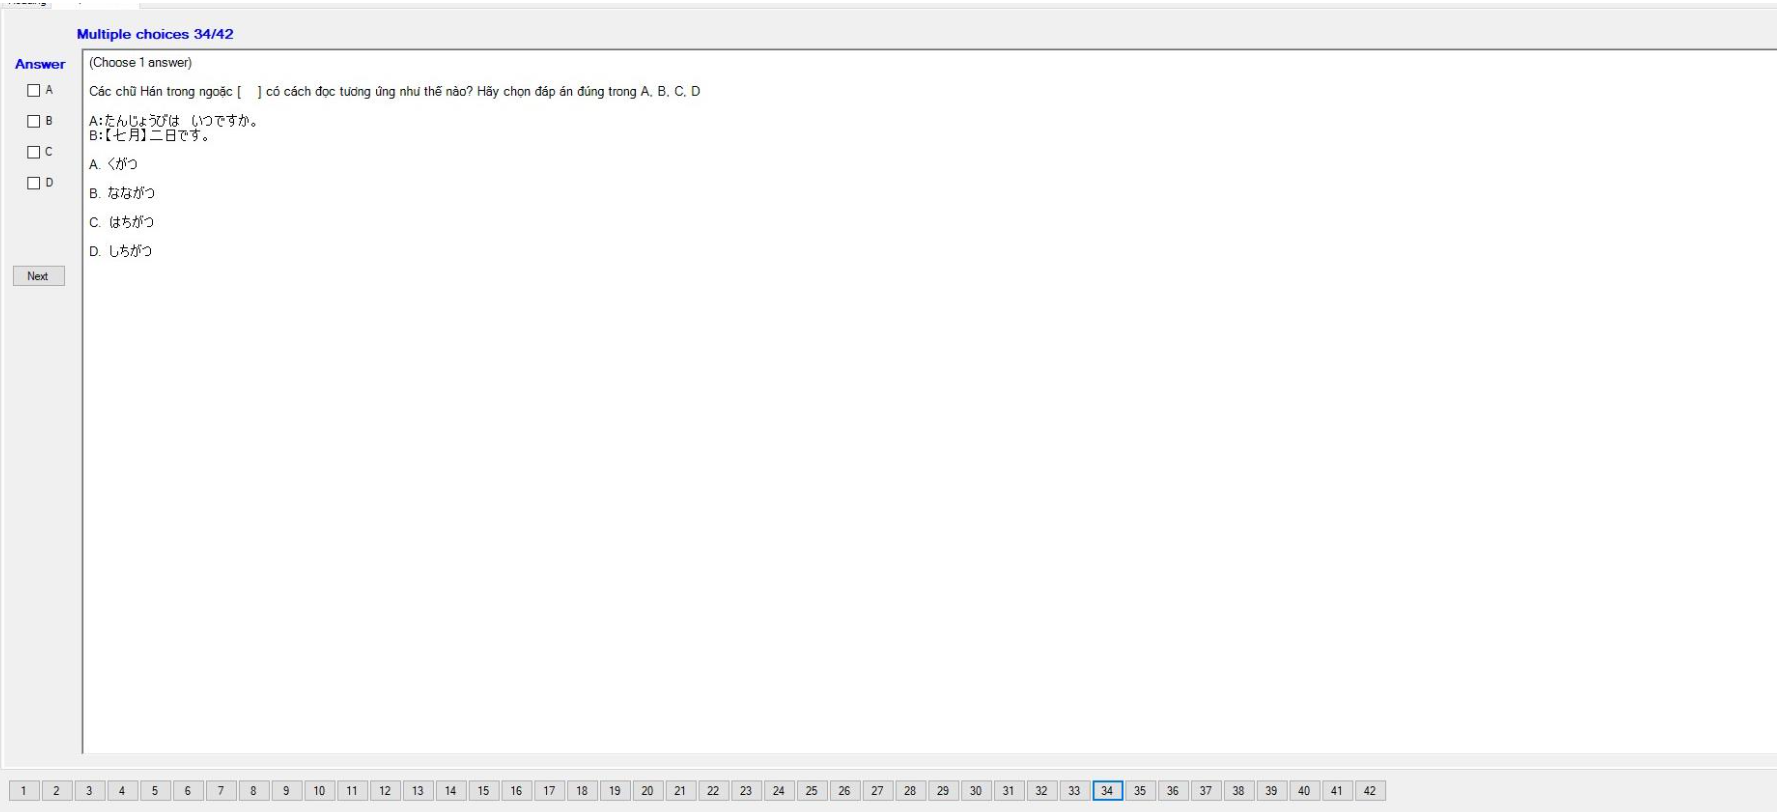 Multiple choices 34/42
Answer
(Choose 1 answer)
A
Các chữ Hán trong ngoặc [ ] có cách đọc tương ứng như thế nào? Hãy chọn đáp án đúng trong A, B, C, D
B
A:たんじょうびは いつですか。
B:【七月】二日です。
C
A. くがつ
D
B. なながつ
C. はちがつ
D. しちがつ
Next
1 2 3 4 5 6 7 8 9 10 11 12 13 14 15 16 17 18 19 20 21 22 23 24 25 26 27 28 29 30 31 32 33 34 35 36 37 38 39 40 41 42